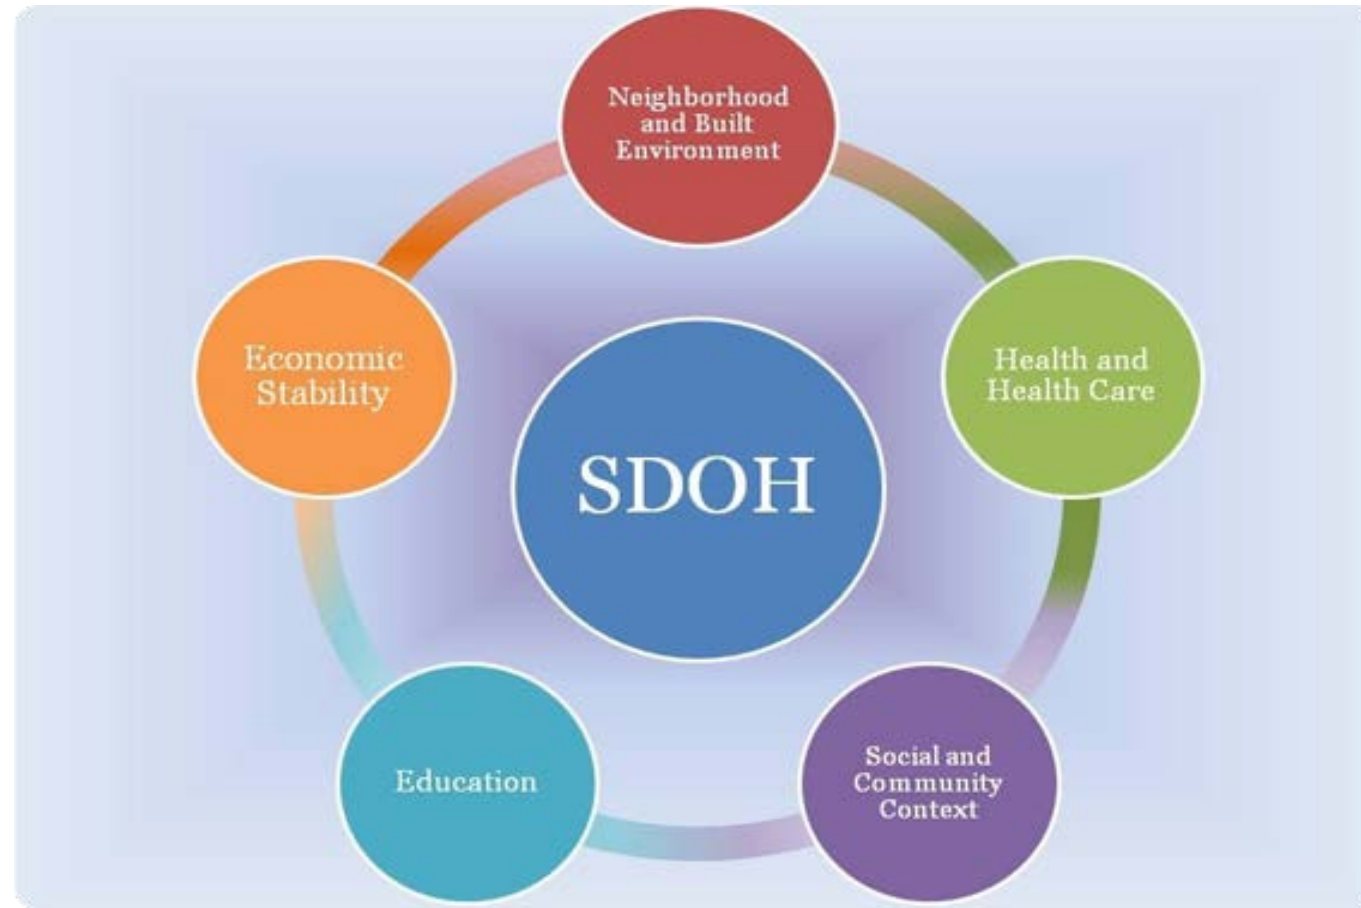 Neighborhood
and Built
Environment
Economic
Stability
Health and
Health Care
SDOH
Education
Social and
Community
Context